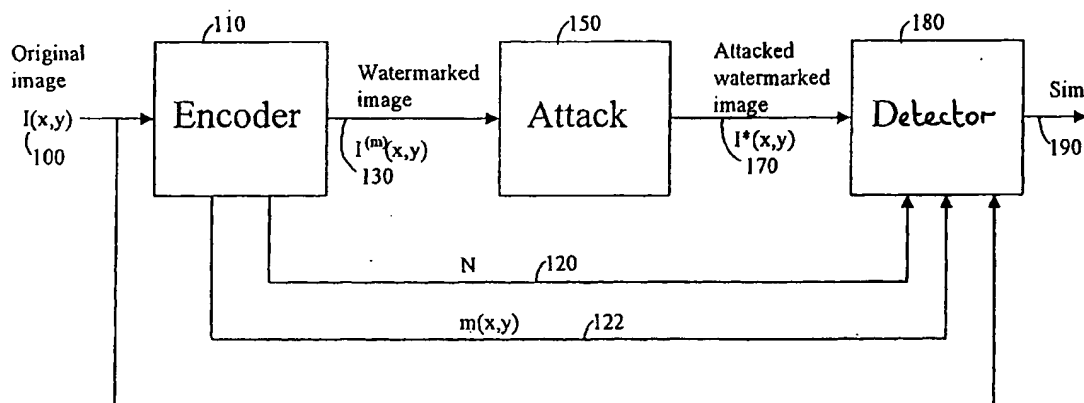 110
150
180
Original
image
Watermarked
image
Attacked
watermarked
image
Sim
I(x,y)
Encoder
Attack
Detector
100
I^(m)(x,y)
130
I*(x,y)
170
190
N
120
m(x,y)
122